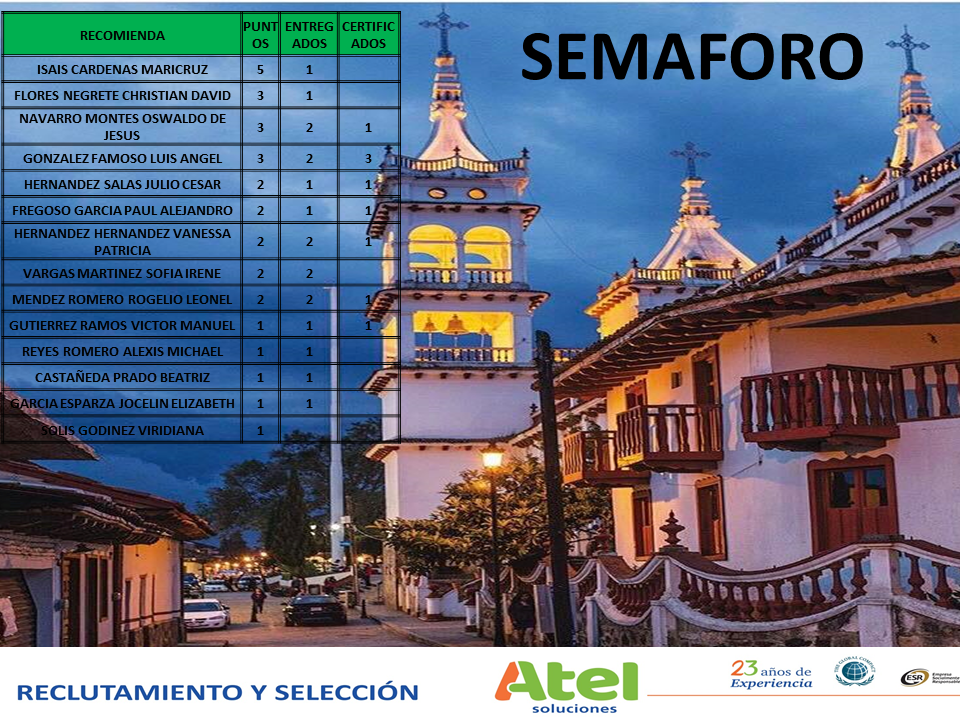 SEMAFORO
RECOMIENDA PUNTOS ENTREGADOS CERTIFICADOS
ISAIS CARDENAS MARICRUZ 5 1
FLORES NEGRETE CHRISTIAN DAVID 3 1
NAVARRO MONTES OSWALDO DE JESUS 3 2 1
GONZALEZ FAMOSO LUIS ANGEL 3 2 3
HERNANDEZ SALAS JULIO CESAR 2 1 1
FREGOSO GARCIA PAUL ALEJANDRO 2 1 1
HERNANDEZ HERNANDEZ VANESSA PATRICIA 2 2 1
VARGAS MARTINEZ SOFIA IRENE 2 2
MENDEZ ROMERO ROGELIO LEONEL 2 2 1
GUTIERREZ RAMOS VICTOR MANUEL 1 1 1
REYES ROMERO ALEXIS MICHAEL 1 1
CASTAÑEDA PRADO BEATRIZ 1 1
GARCIA ESPARZA JOCELIN ELIZABETH 1 1
SOLIS GODINEZ VIRIDIANA 1
RECLUTAMIENTO Y SELECCIÓN
Atel
soluciones
23 años de
Experiencia
THE GLOBAL COMPACT
ESR
Empresa
Socialmente
Responsable